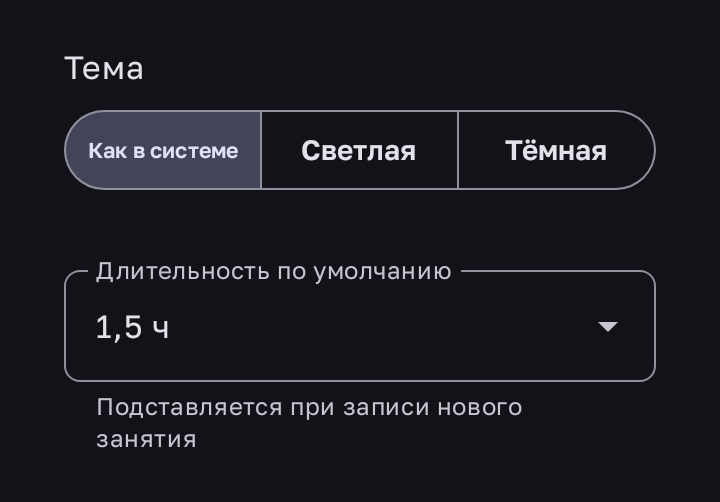 Тема
Как в системе
Светлая
Тёмная
Длительность по умолчанию
1,5 ч
Подставляется при записи нового
занятия